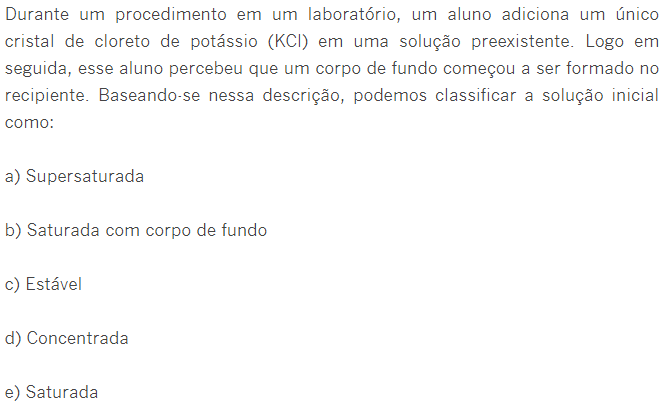 Durante um procedimento em um laboratório, um aluno adiciona um único
cristal de cloreto de potássio (KCl) em uma solução preexistente. Logo em
seguida, esse aluno percebeu que um corpo de fundo começou a ser formado no
recipiente. Baseando-se nessa descrição, podemos classificar a solução inicial
como:
a) Supersaturada
b) Saturada com corpo de fundo
c) Estável
d) Concentrada
e) Saturada